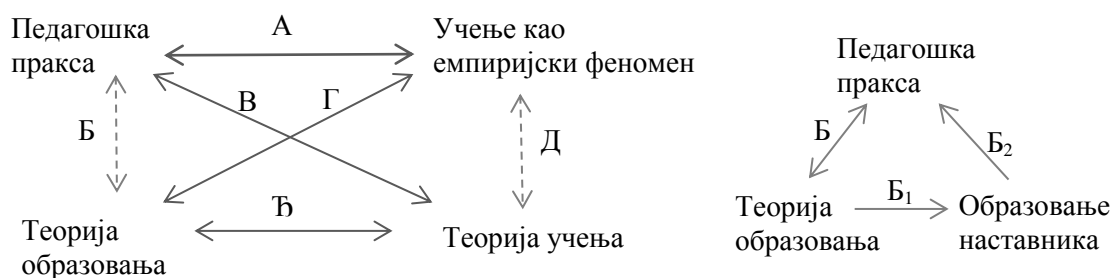 Педагошка
пракса
А
Учење као
емпиријски феномен
Б
В
Г
Д
Теорија
образовања
Ђ
Теорија учења
Педагошка
пракса
Б
Б₂
Б₁
Теорија
образовања
Образовање
наставника